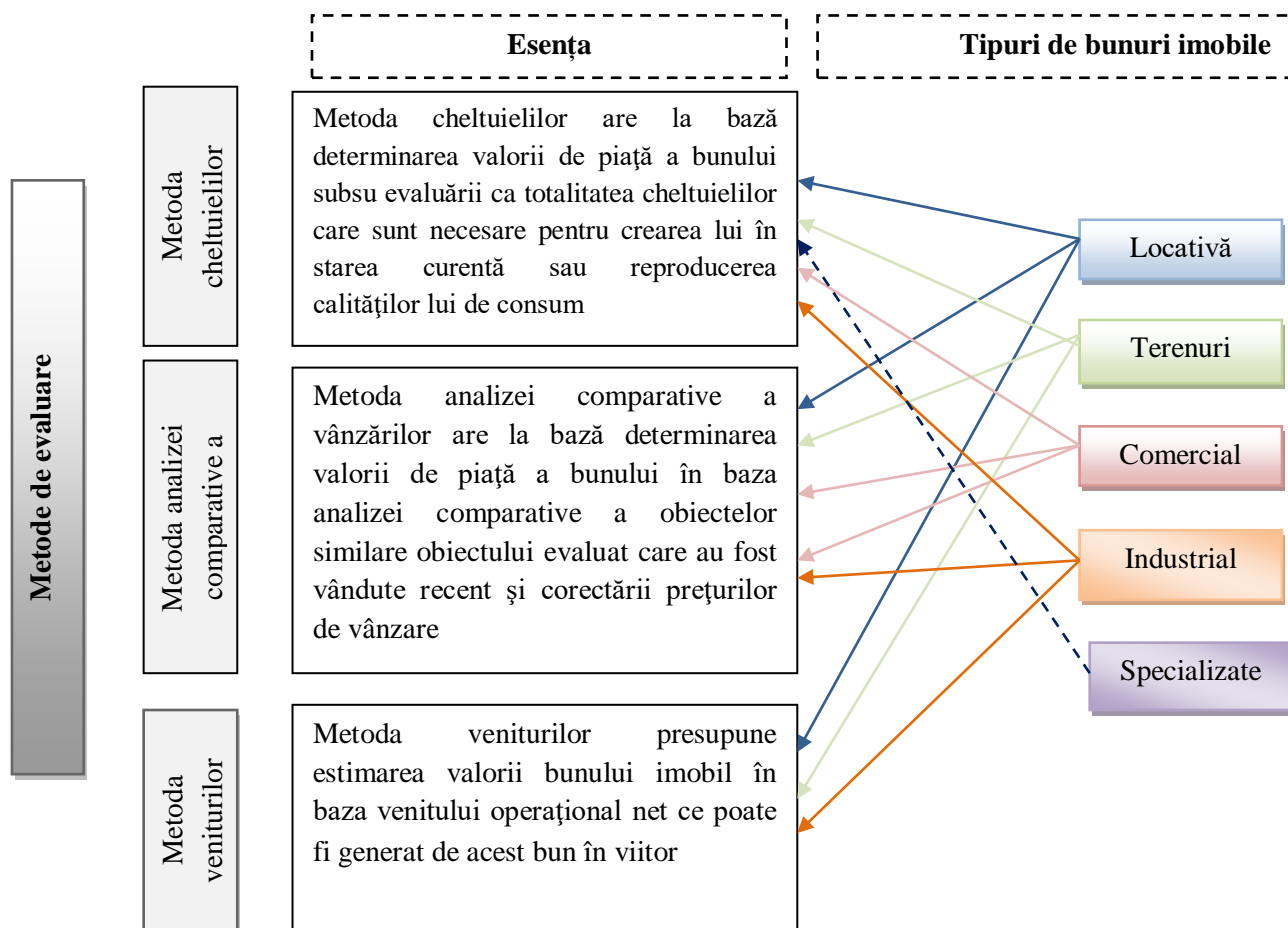 Esența
Tipuri de bunuri imobile
Metode de evaluare
Metoda
cheltuielilor
Metoda cheltuielilor are la bază
determinarea valorii de piaţă a bunului
subsu evaluării ca totalitatea cheltuielilor
care sunt necesare pentru crearea lui în
starea curentă sau reproducerea
calităţilor lui de consum
Metoda analizei
comparative a
Metoda analizei comparative a
vânzărilor are la bază determinarea
valorii de piaţă a bunului în baza
analizei comparative a obiectelor
similare obiectului evaluat care au fost
vândute recent şi corectării preţurilor
de vânzare
Metoda
veniturilor
Metoda veniturilor presupune
estimarea valorii bunului imobil în
baza venitului operaţional net ce poate
fi generat de acest bun în viitor
Locativă
Terenuri
Comercial
Industrial
Specializate